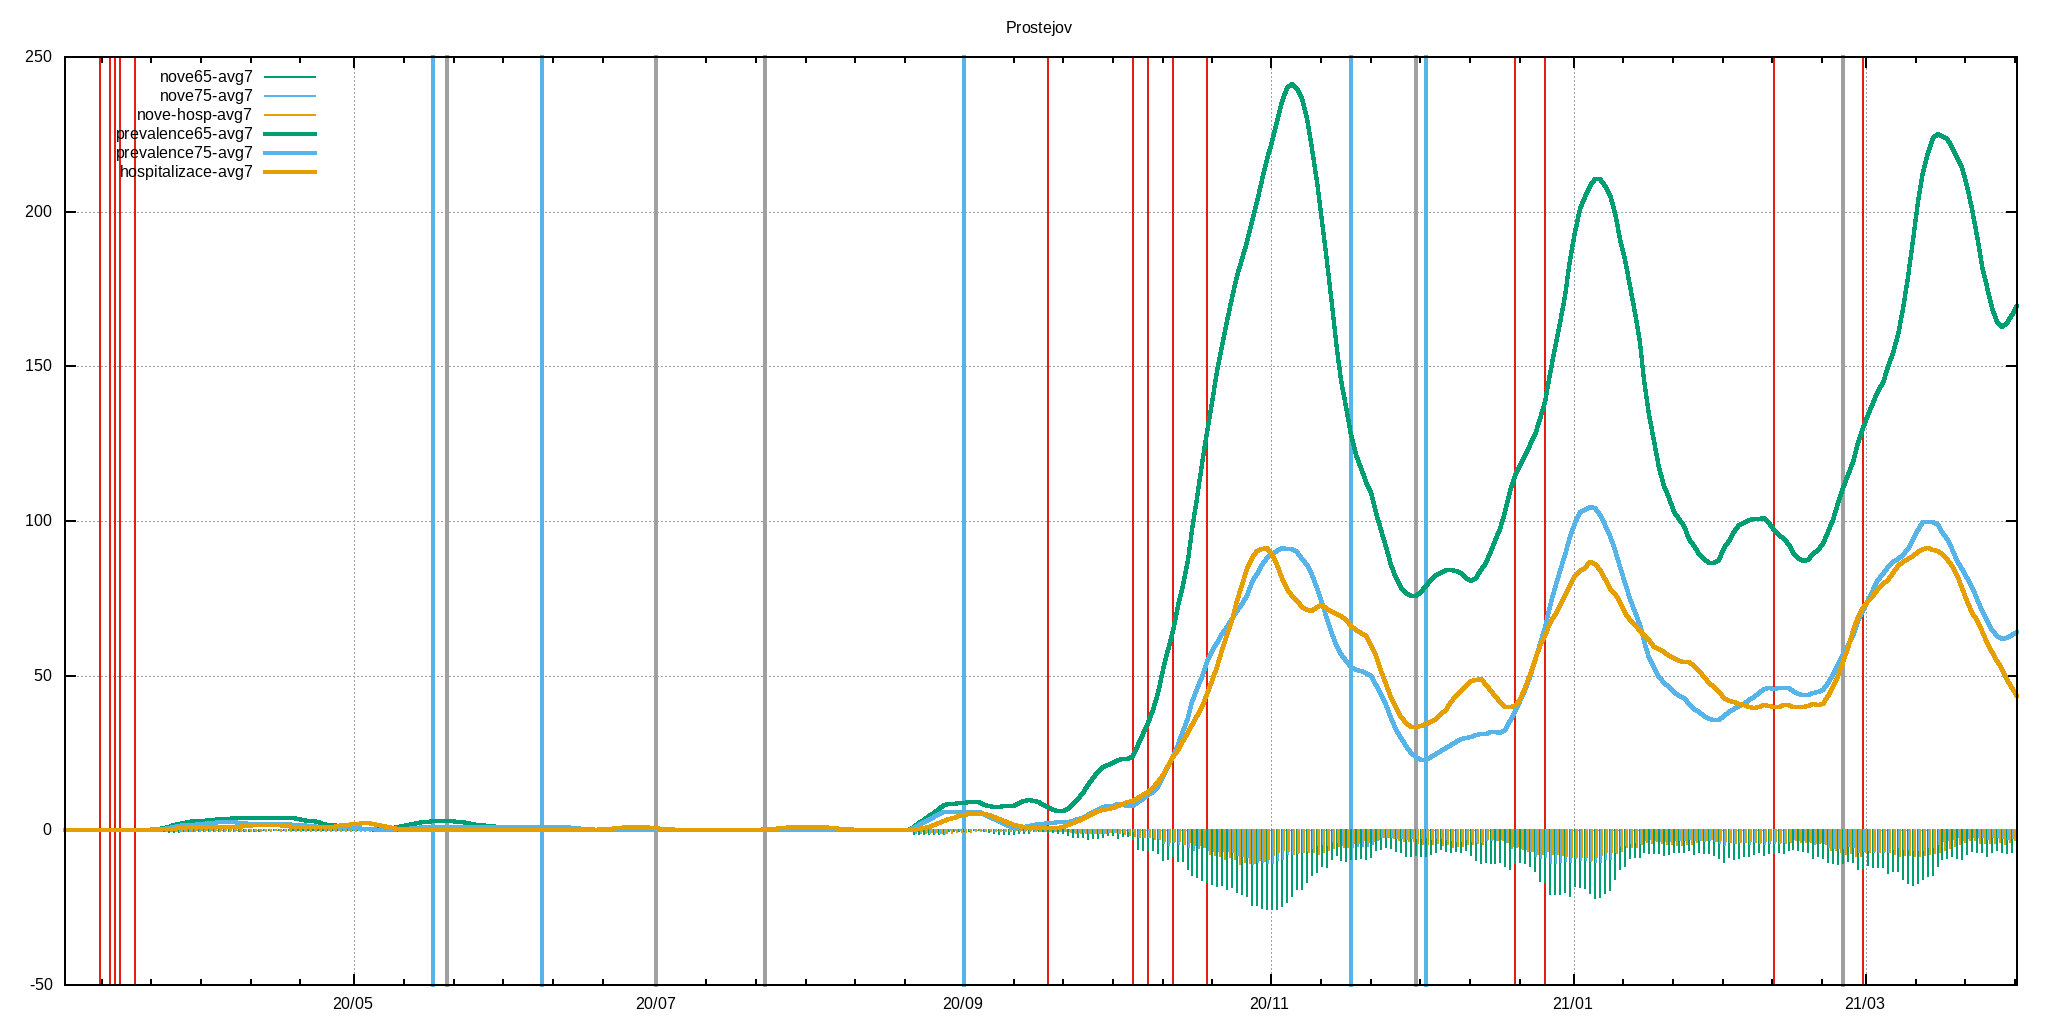 Prostejov
250
nove65-avg7
nove75-avg7
nove-hosp-avg7
prevalence65-avg7
prevalence75-avg7
hospitalizace-avg7
200
150
100
50
0
-50
20/05 20/07 20/09 20/11 21/01 21/03